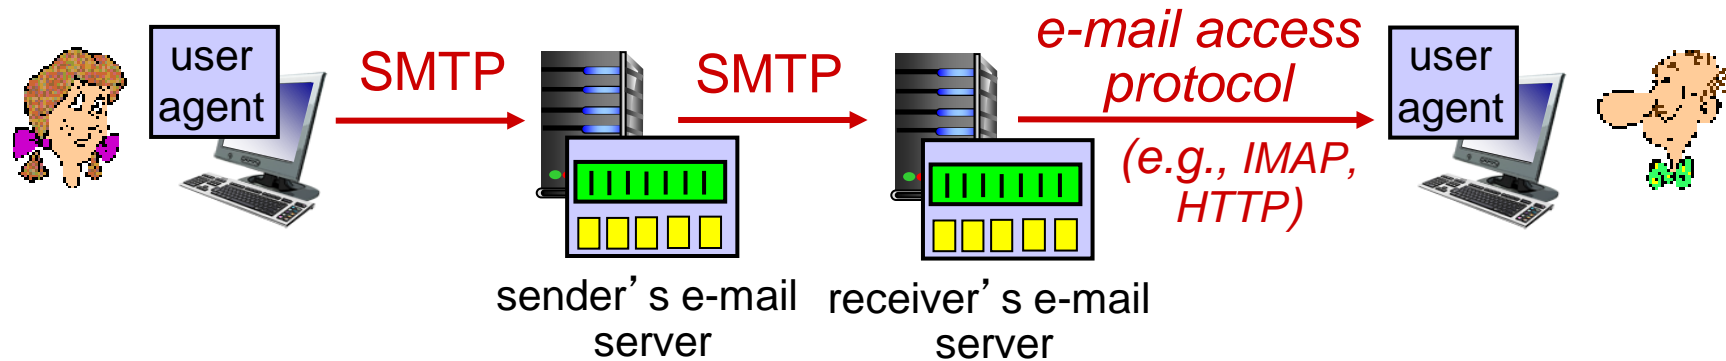 user
agent
SMTP
SMTP
e-mail access
protocol
(e.g., IMAP,
HTTP)
user
agent
sender’s e-mail
server
receiver’s e-mail
server